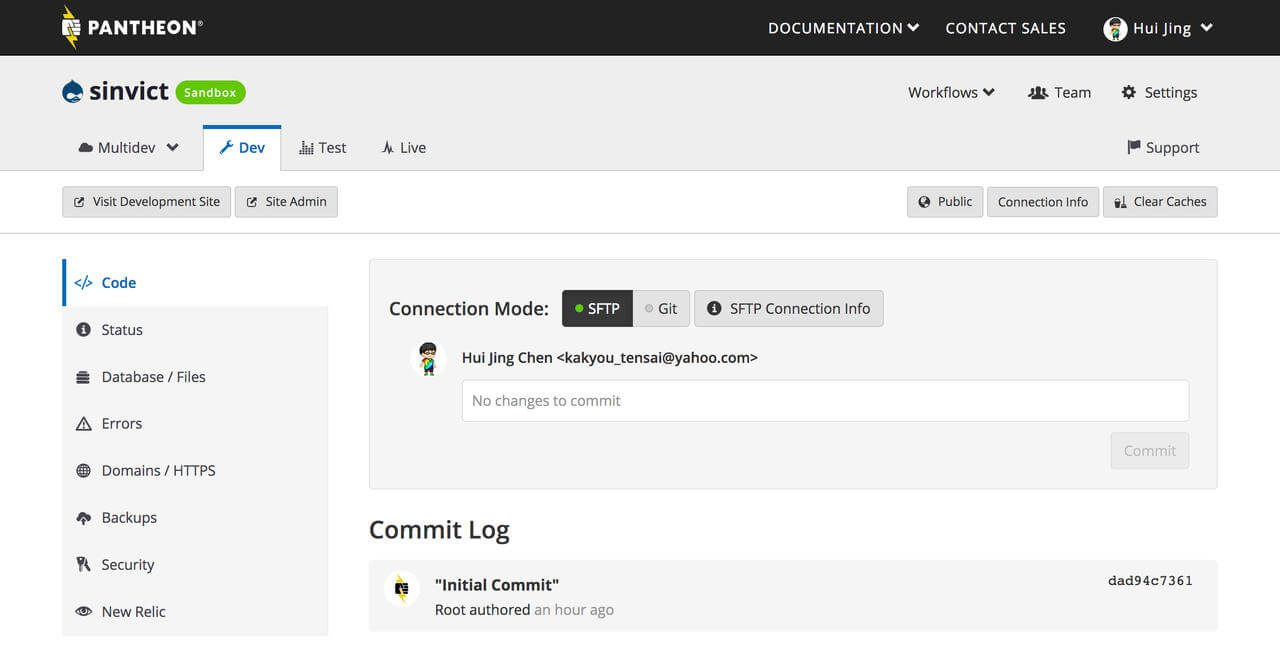 PANTHEON® DOCUMENTATION CONTACT SALES Hui Jing
sinvict Sandbox Workflows Team Settings
Multidev Dev Test Live Support
Visit Development Site Site Admin Public Connection Info Clear Caches
</> Code
Status
Database / Files
Errors
Domains / HTTPS
Backups
Security
New Relic
Connection Mode: SFTP Git SFTP Connection Info
Hui Jing Chen <kakyou_tensai@yahoo.com>
No changes to commit
Commit
Commit Log
"Initial Commit" dad94c7361
Root authored an hour ago